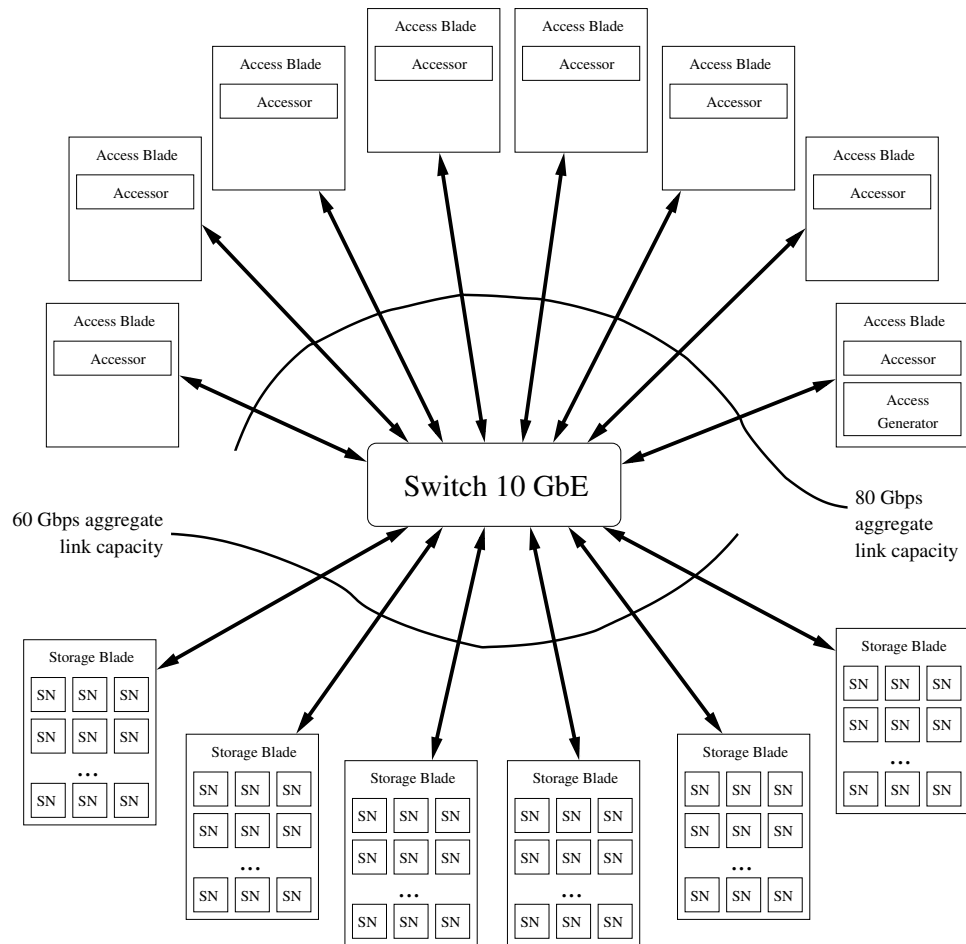 Access Blade
Accessor
Access Blade
Accessor
Access Blade
Accessor
Access Blade
Accessor
Access Blade
Accessor
Access Blade
Accessor
Access Blade
Accessor
Access Blade
Accessor
Access
Generator
Switch 10 GbE
60 Gbps aggregate
link capacity
80 Gbps
aggregate
link capacity
Storage Blade
SN SN SN
SN SN SN
...
SN SN SN
Storage Blade
SN SN SN
SN SN SN
...
SN SN SN
Storage Blade
SN SN SN
SN SN SN
...
SN SN SN
Storage Blade
SN SN SN
SN SN SN
...
SN SN SN
Storage Blade
SN SN SN
SN SN SN
...
SN SN SN
Storage Blade
SN SN SN
SN SN SN
...
SN SN SN